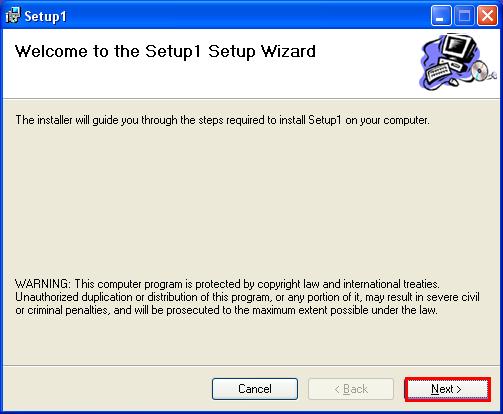 Setup1
Welcome to the Setup1 Setup Wizard
The installer will guide you through the steps required to install Setup1 on your computer.
WARNING: This computer program is protected by copyright law and international treaties.
Unauthorized duplication or distribution of this program, or any portion of it, may result in severe civil
or criminal penalties, and will be prosecuted to the maximum extent possible under the law.
Cancel
< Back
Next >